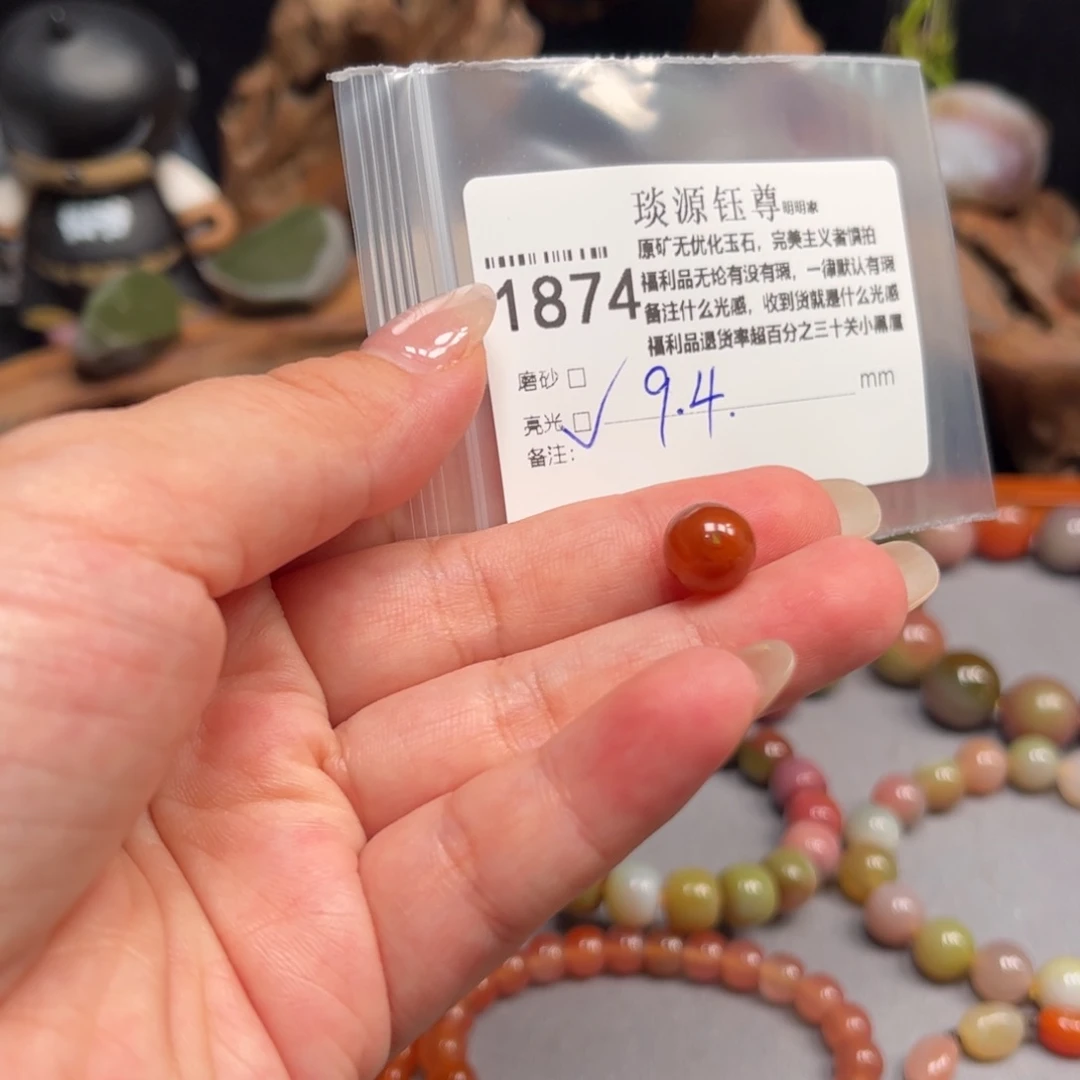 琰源钰尊明明家
原矿无优化玉石，完美主义者慎拍
福利品无论有没有瑕，一律默认有瑕
1874
备注什么光感，收到货就是什么光感
福利品退货率超百分之三十关小黑屋
磨砂 □
亮光 □ ✓ 9.4. mm
备注：